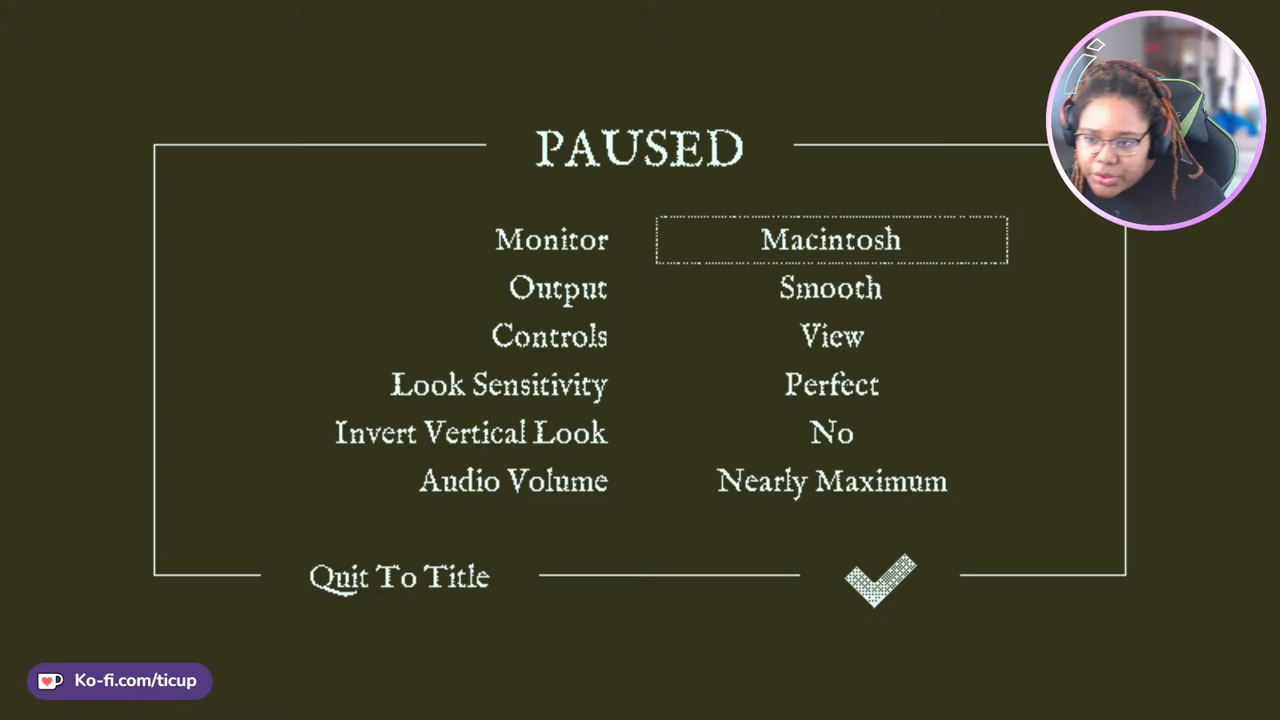 PAUSED
Monitor Macintosh
Output Smooth
Controls View
Look Sensitivity Perfect
Invert Vertical Look No
Audio Volume Nearly Maximum
Quit To Title
Ko-fi.com/ticup